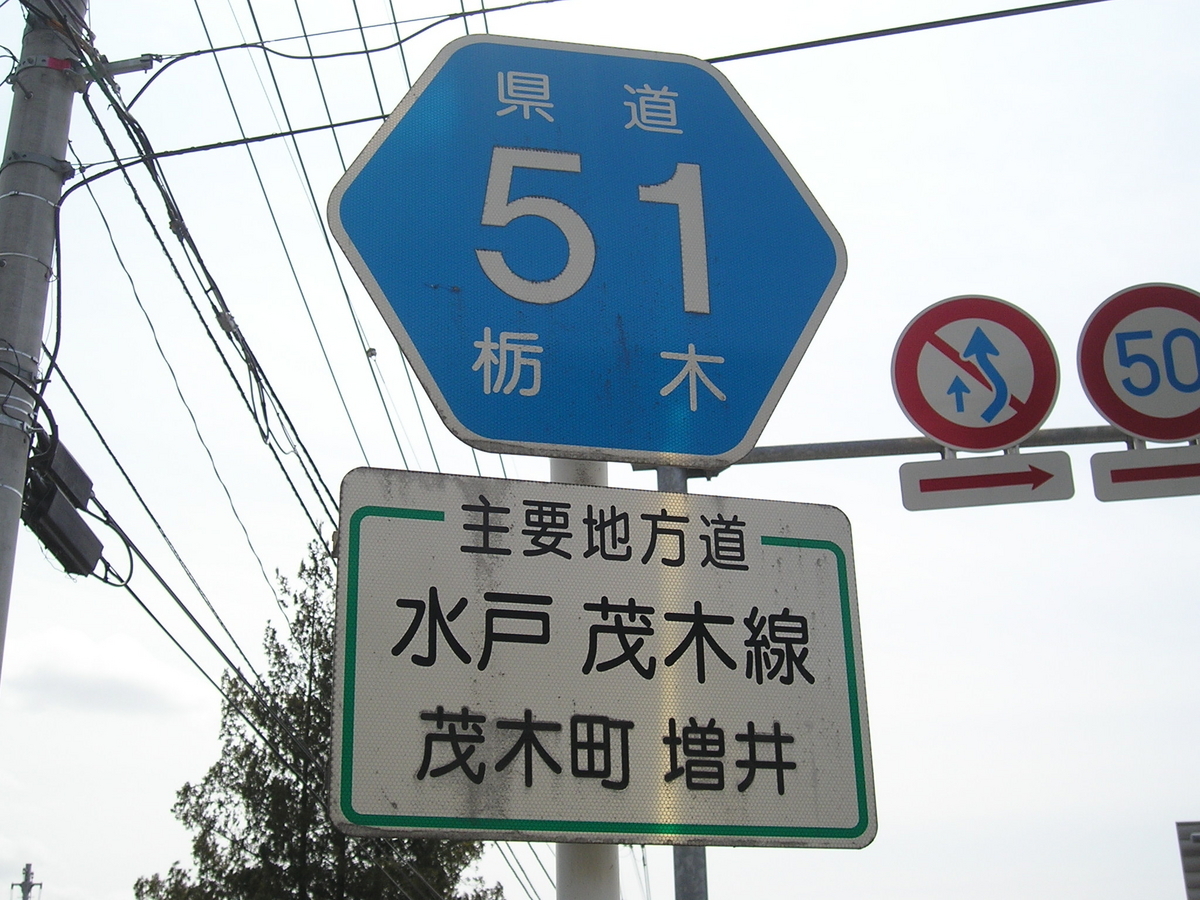 県道
51
栃木
主要地方道
水戸 茂木線
茂木町 増井
50